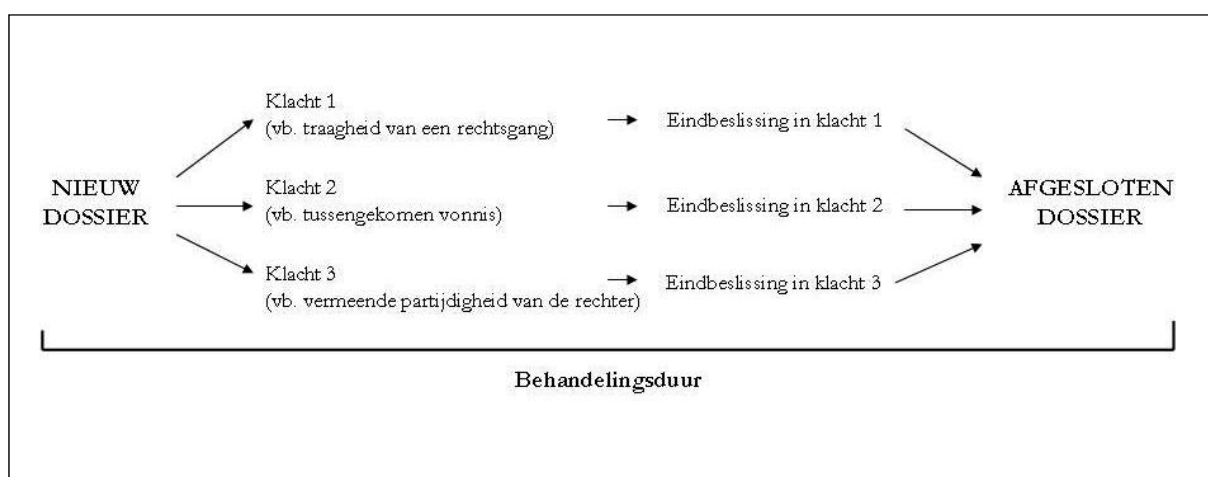 NIEUW
DOSSIER
Klacht 1
(vb. traagheid van een rechtsgang)
Eindbeslissing in klacht 1
Klacht 2
(vb. tussengekomen vonnis)
Eindbeslissing in klacht 2
Klacht 3
(vb. vermeende partijdigheid van de rechter)
Eindbeslissing in klacht 3
AFGESLOTEN
DOSSIER
Behandelingsduur